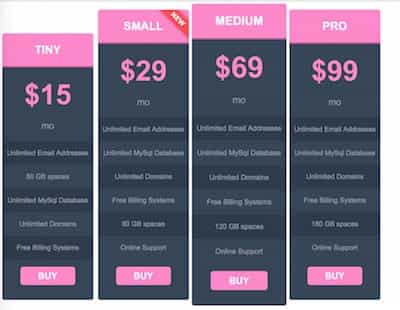 TINY
$15
mo
Unlimited Email Addresses
50 GB spaces
Unlimited MySql Database
Unlimited Domains
Free Billing Systems
BUY
SMALL
NEW
$29
mo
Unlimited Email Addresses
Unlimited MySql Database
Unlimited Domains
Free Billing Systems
80 GB spaces
Online Support
BUY
MEDIUM
$69
mo
Unlimited Email Addresses
Unlimited MySql Database
Unlimited Domains
Free Billing Systems
120 GB spaces
Online Support
BUY
PRO
$99
mo
Unlimited Email Addresses
Unlimited MySql Database
Unlimited Domains
Free Billing Systems
180 GB spaces
Online Support
BUY